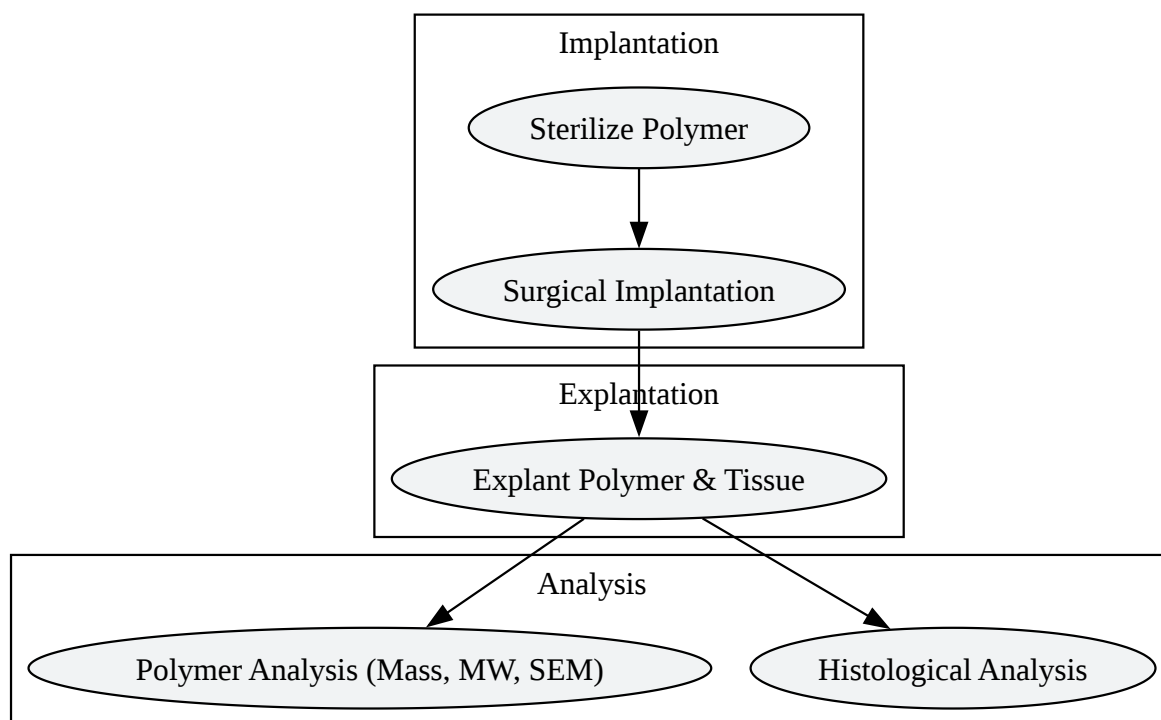 Implantation
Sterilize Polymer
Surgical Implantation
Explantation
Explant Polymer & Tissue
Analysis
Polymer Analysis (Mass, MW, SEM)
Histological Analysis